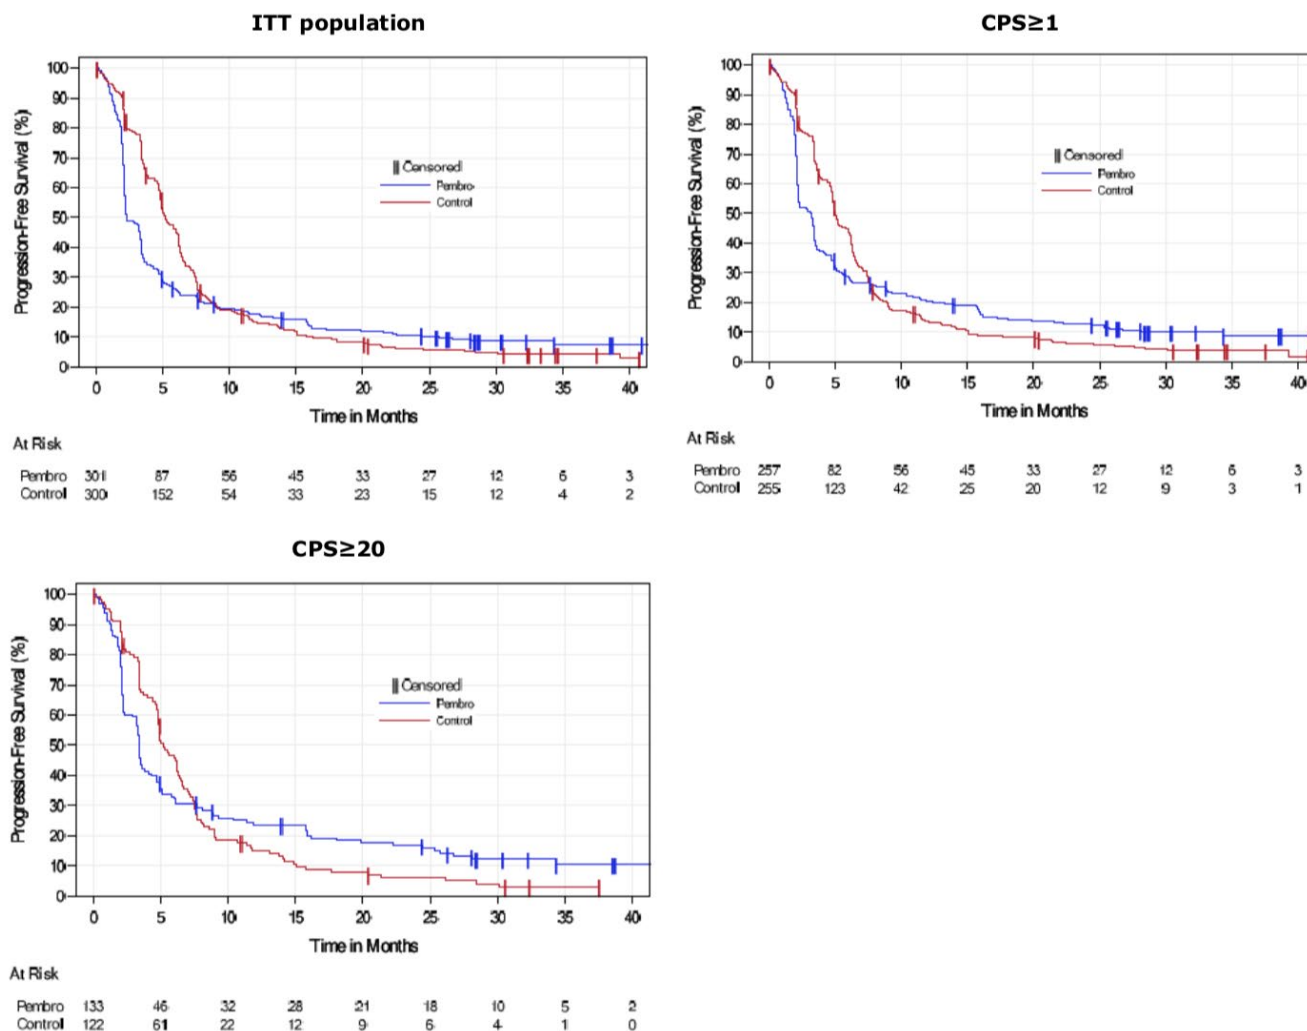 ITT population
Progression-Free Survival (%)
100
90
80
70
60
50
40
30
20
10
0
Censored
Pembro
Control
0 5 10 15 20 25 30 35 40
Time in Months
At Risk
Pembro 301 87 56 45 33 27 12 6 3
Control 300 152 54 33 23 15 12 4 2
CPS≥1
Progression-Free Survival (%)
100
90
80
70
60
50
40
30
20
10
0
Censored
Pembro
Control
0 5 10 15 20 25 30 35 40
Time in Months
At Risk
Pembro 257 82 56 45 33 27 12 6 3
Control 255 123 42 25 20 12 9 3 1
CPS≥20
Progression-Free Survival (%)
100
90
80
70
60
50
40
30
20
10
0
Censored
Pembro
Control
0 5 10 15 20 25 30 35 40
Time in Months
At Risk
Pembro 133 46 32 28 21 18 10 5 2
Control 122 61 22 12 9 6 4 1 0